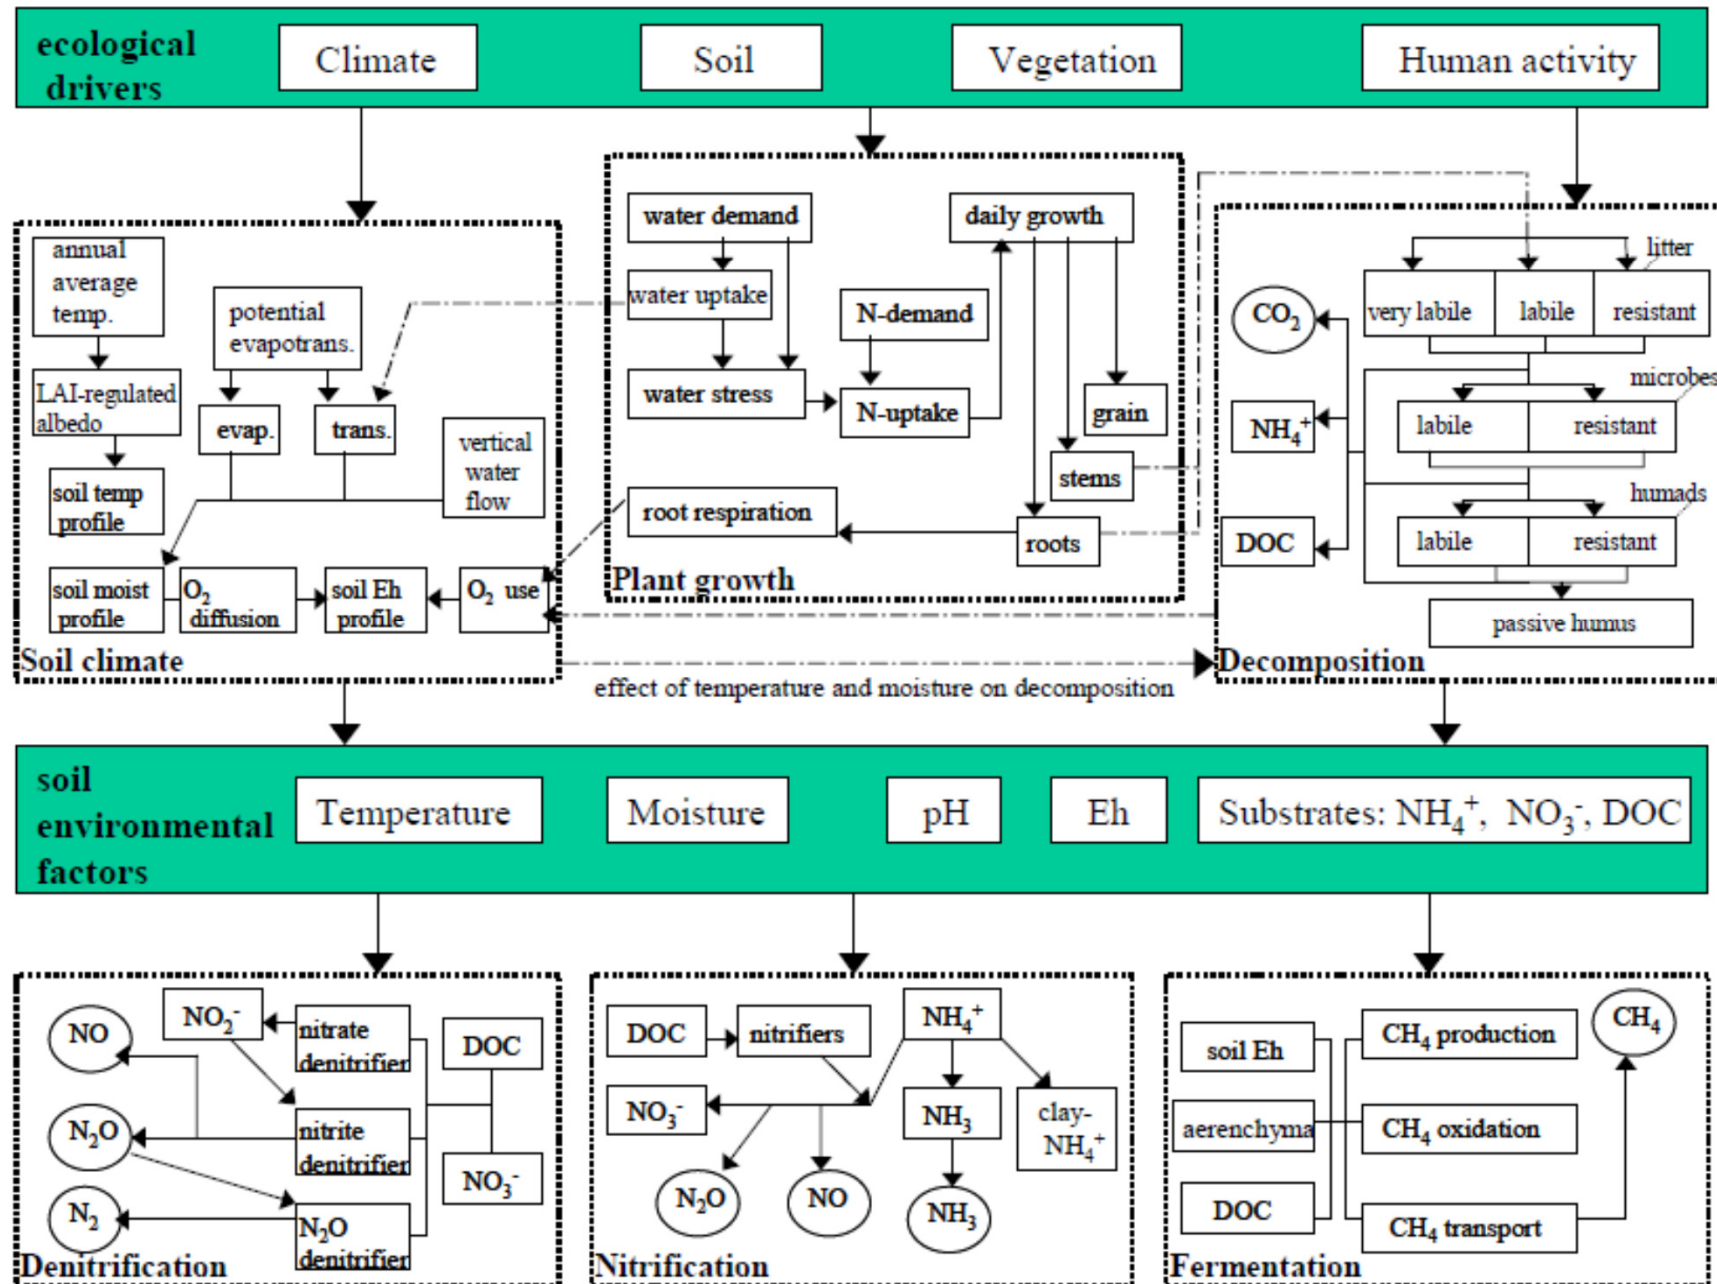 ecological
drivers
Climate
Soil
Vegetation
Human activity
annual
average
temp.
LAI-regulated
albedo
soil temp
profile
potential
evapotrans.
evap.
trans.
vertical
water
flow
soil moist
profile
O₂
diffusion
soil Eh
profile
O₂ use
Soil climate
water demand
water uptake
water stress
N-demand
N-uptake
daily growth
grain
stems
roots
root respiration
Plant growth
litter
very labile
labile
resistant
CO₂
microbes
labile
resistant
NH₄⁺
humads
labile
resistant
DOC
passive humus
Decomposition
effect of temperature and moisture on decomposition
soil
environmental
factors
Temperature
Moisture
pH
Eh
Substrates: NH₄⁺, NO₃⁻, DOC
NO
NO₂⁻
nitrate
denitrifier
DOC
N₂O
nitrite
denitrifier
NO₃⁻
N₂
N₂O
denitrifier
Denitrification
DOC
nitrifiers
NH₄⁺
NO₃⁻
NH₃
clay-
NH₄⁺
N₂O
NO
NH₃
Nitrification
soil Eh
CH₄ production
CH₄
aerenchyma
CH₄ oxidation
DOC
CH₄ transport
Fermentation